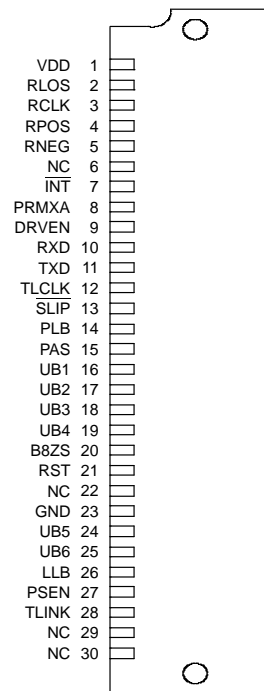 VDD 1
RLOS 2
RCLK 3
RPOS 4
RNEG 5
NC 6
INT 7
PRMXA 8
DRVEN 9
RXD 10
TXD 11
TLCLK 12
SLIP 13
PLB 14
PAS 15
UB1 16
UB2 17
UB3 18
UB4 19
B8ZS 20
RST 21
NC 22
GND 23
UB5 24
UB6 25
LLB 26
PSEN 27
TLINK 28
NC 29
NC 30